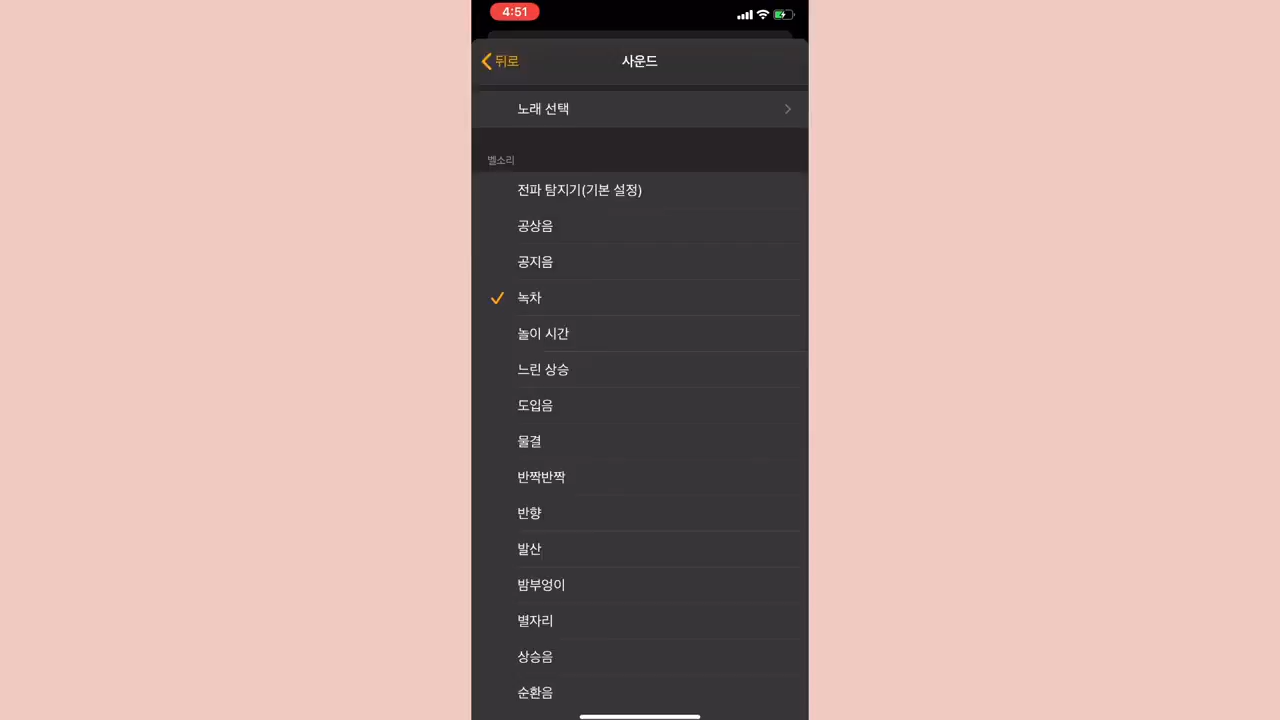 4:51
뒤로
사운드
노래 선택
벨소리
전파 탐지기(기본 설정)
공상음
공지음
녹차
놀이 시간
느린 상승
도입음
물결
반짝반짝
반향
발산
밤부엉이
별자리
상승음
순환음